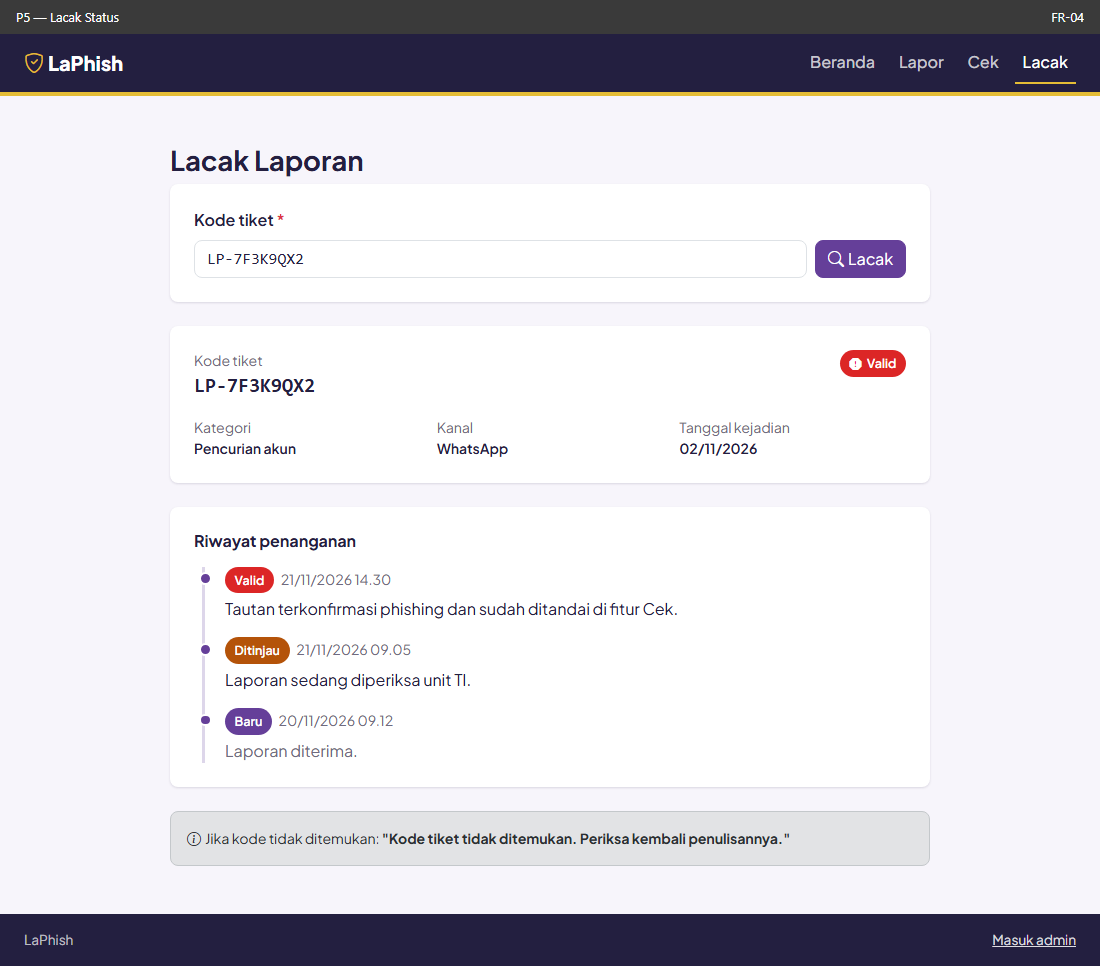 P5 — Lacak Status FR-04
LaPhish Beranda Lapor Cek Lacak
Lacak Laporan
Kode tiket *
LP-7F3K9QX2 Lacak
Kode tiket Valid
LP-7F3K9QX2
Kategori Kanal Tanggal kejadian
Pencurian akun WhatsApp 02/11/2026
Riwayat penanganan
Valid 21/11/2026 14.30
Tautan terkonfirmasi phishing dan sudah ditandai di fitur Cek.
Ditinjau 21/11/2026 09.05
Laporan sedang diperiksa unit TI.
Baru 20/11/2026 09.12
Laporan diterima.
Jika kode tidak ditemukan: "Kode tiket tidak ditemukan. Periksa kembali penulisannya."
LaPhish Masuk admin